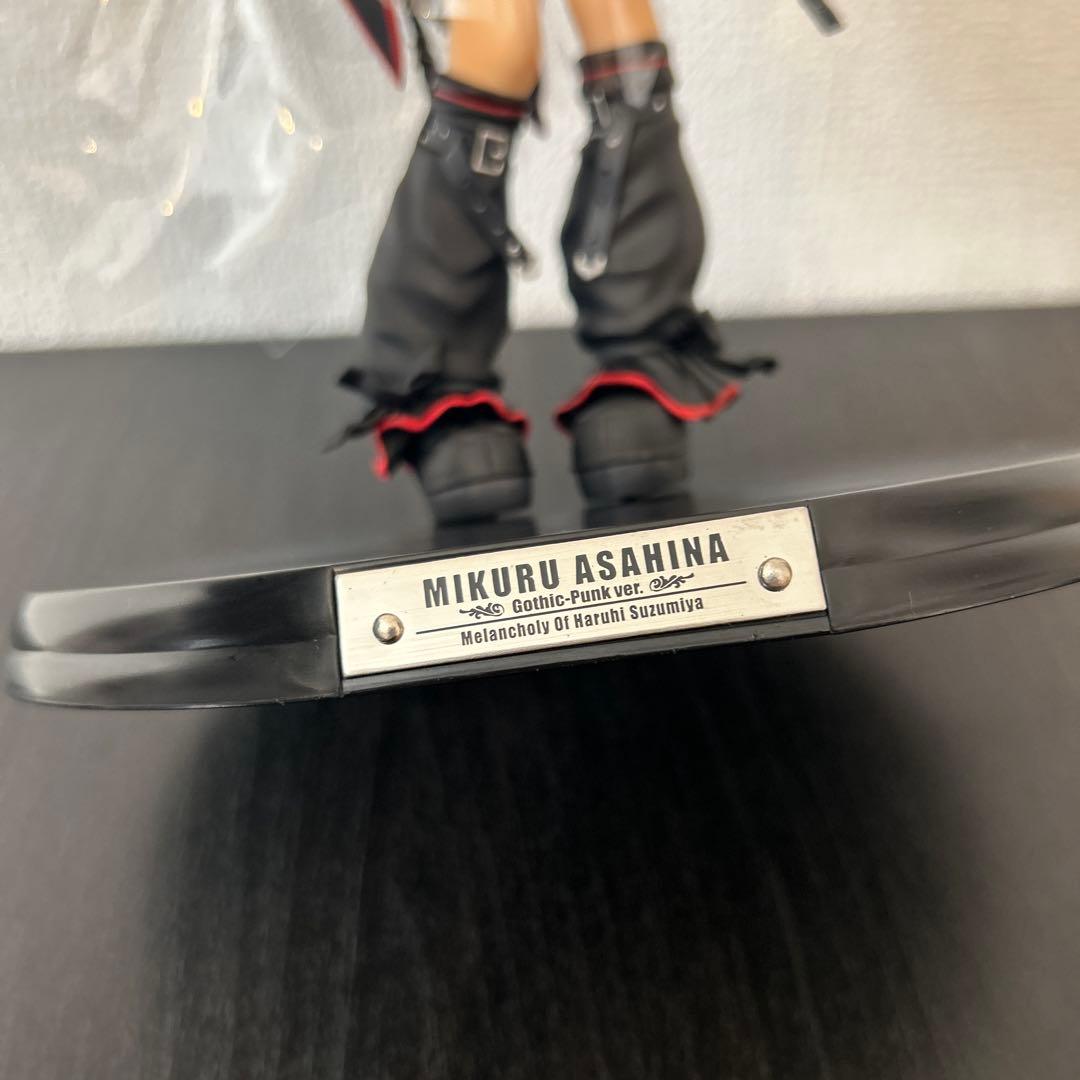 MIKURU ASAHINA
Gothic-Punk ver.
Melancholy Of Haruhi Suzumiya